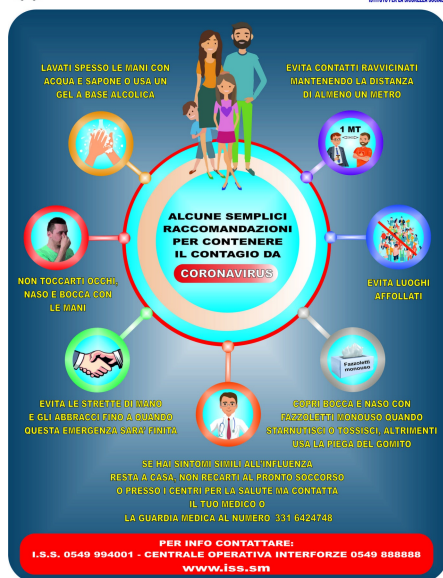 ISTITUTO PER LA SICUREZZA SOCIALE
LAVATI SPESSO LE MANI CON
ACQUA E SAPONE O USA UN
GEL A BASE ALCOLICA
EVITA CONTATTI RAVVICINATI
MANTENENDO LA DISTANZA
DI ALMENO UN METRO
1 MT
ALCUNE SEMPLICI
RACCOMANDAZIONI
PER CONTENERE
IL CONTAGIO DA
CORONAVIRUS
NON TOCCARTI OCCHI,
NASO E BOCCA CON
LE MANI
EVITA LUOGHI
AFFOLLATI
Fazzoletti
monouso
EVITA LE STRETTE DI MANO
E GLI ABBRACCI FINO A QUANDO
QUESTA EMERGENZA SARA' FINITA
COPRI BOCCA E NASO CON
FAZZOLETTI MONOUSO QUANDO
STARNUTISCI O TOSSISCI, ALTRIMENTI
USA LA PIEGA DEL GOMITO
SE HAI SINTOMI SIMILI ALL'INFLUENZA
RESTA A CASA, NON RECARTI AL PRONTO SOCCORSO
O PRESSO I CENTRI PER LA SALUTE MA CONTATTA
IL TUO MEDICO O
LA GUARDIA MEDICA AL NUMERO 331 6424748
PER INFO CONTATTARE:
I.S.S. 0549 994001 - CENTRALE OPERATIVA INTERFORZE 0549 888888
www.iss.sm